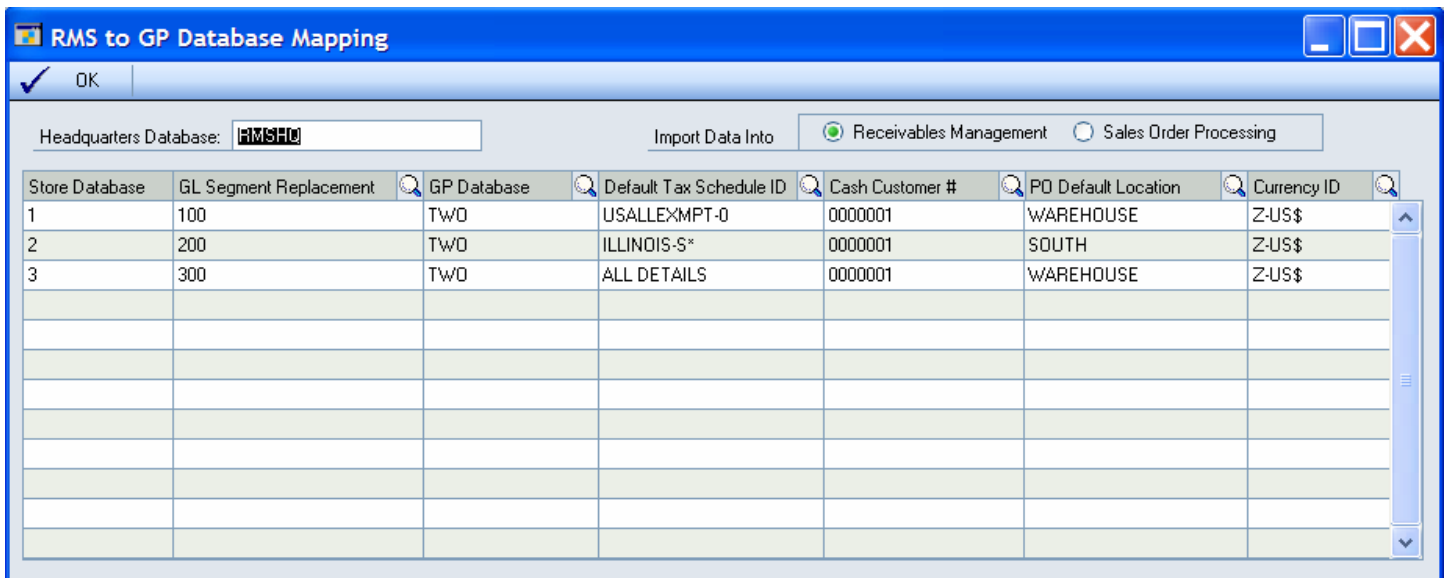 RMS to GP Database Mapping
OK
Headquarters Database: RMSHQ Import Data Into Receivables Management Sales Order Processing
Store Database GL Segment Replacement GP Database Default Tax Schedule ID Cash Customer # PO Default Location Currency ID
1 100 TWO USALLEXMPT-0 0000001 WAREHOUSE Z-US$
2 200 TWO ILLINOIS-S* 0000001 SOUTH Z-US$
3 300 TWO ALL DETAILS 0000001 WAREHOUSE Z-US$